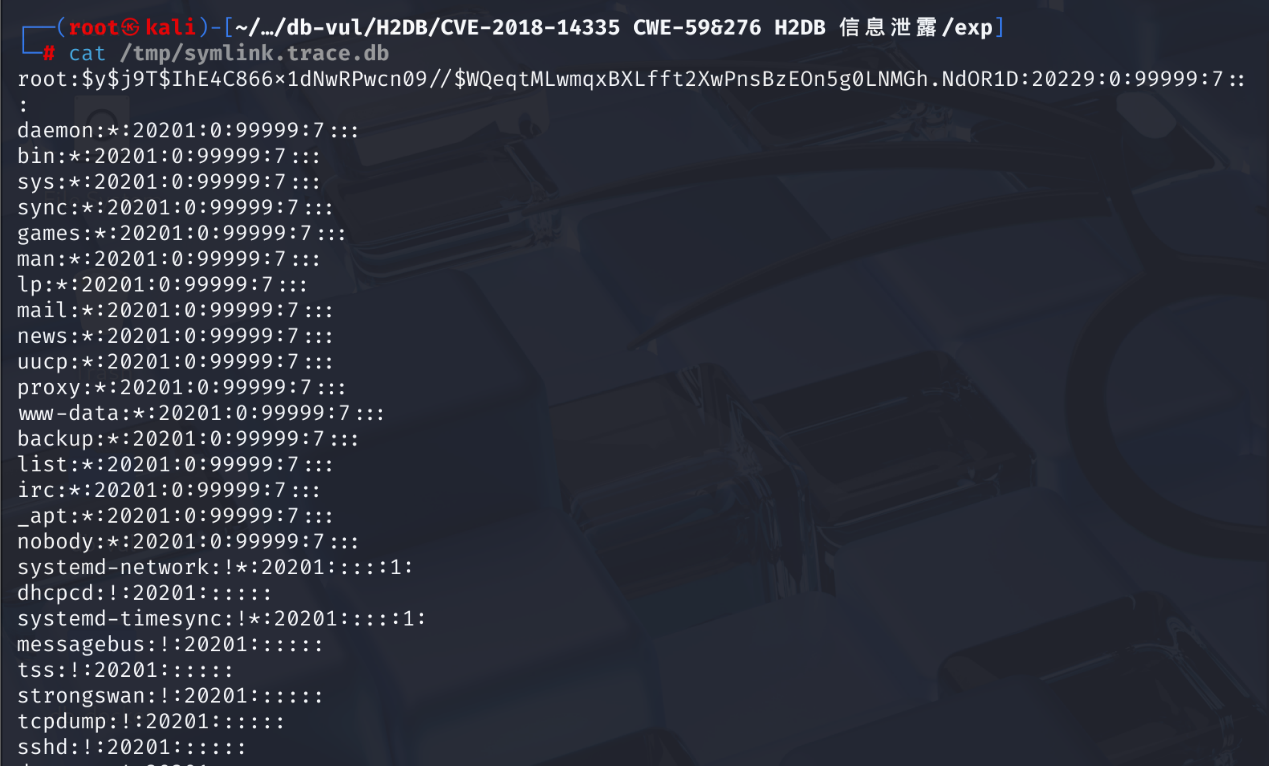 ┌──(root㉿kali)-[~/…/db-vul/H2DB/CVE-2018-14335 CWE-59&276 H2DB 信息泄露/exp]
└─# cat /tmp/symlink.trace.db
root:$y$j9T$IhE4C866x1dNwRPwcn09//$WQeqtMLwmqxBXLfft2XwPnsBzEOn5g0LNMGh.NdOR1D:20229:0:99999:7::
:
daemon:*:20201:0:99999:7:::
bin:*:20201:0:99999:7:::
sys:*:20201:0:99999:7:::
sync:*:20201:0:99999:7:::
games:*:20201:0:99999:7:::
man:*:20201:0:99999:7:::
lp:*:20201:0:99999:7:::
mail:*:20201:0:99999:7:::
news:*:20201:0:99999:7:::
uucp:*:20201:0:99999:7:::
proxy:*:20201:0:99999:7:::
www-data:*:20201:0:99999:7:::
backup:*:20201:0:99999:7:::
list:*:20201:0:99999:7:::
irc:*:20201:0:99999:7:::
_apt:*:20201:0:99999:7:::
nobody:*:20201:0:99999:7:::
systemd-network:!*:20201:::::1:
dhcpcd:!:20201::::::
systemd-timesync:!*:20201:::::1:
messagebus:!:20201::::::
tss:!:20201::::::
strongswan:!:20201::::::
tcpdump:!:20201::::::
sshd:!:20201::::::